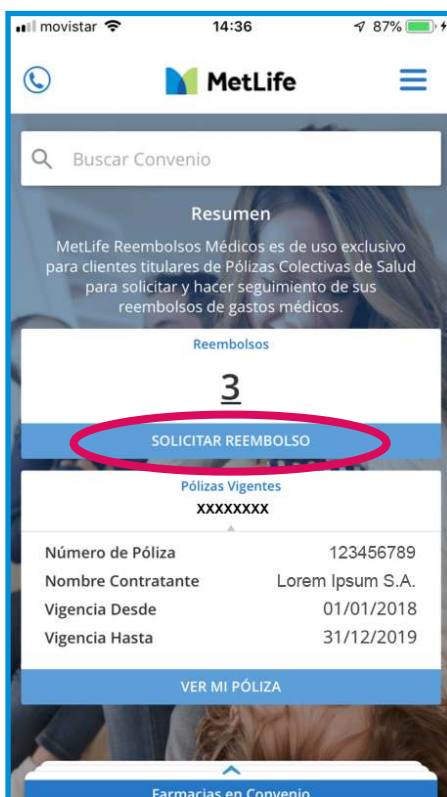 movistar 14:36 87%
MetLife
Buscar Convenio
Resumen
MetLife Reembolsos Médicos es de uso exclusivo
para clientes titulares de Pólizas Colectivas de Salud
para solicitar y hacer seguimiento de sus
reembolsos de gastos médicos.
Reembolsos
3
SOLICITAR REEMBOLSO
Pólizas Vigentes
xxxxxxxx
Número de Póliza 123456789
Nombre Contratante Lorem Ipsum S.A.
Vigencia Desde 01/01/2018
Vigencia Hasta 31/12/2019
VER MI PÓLIZA
Farmacias en Convenio